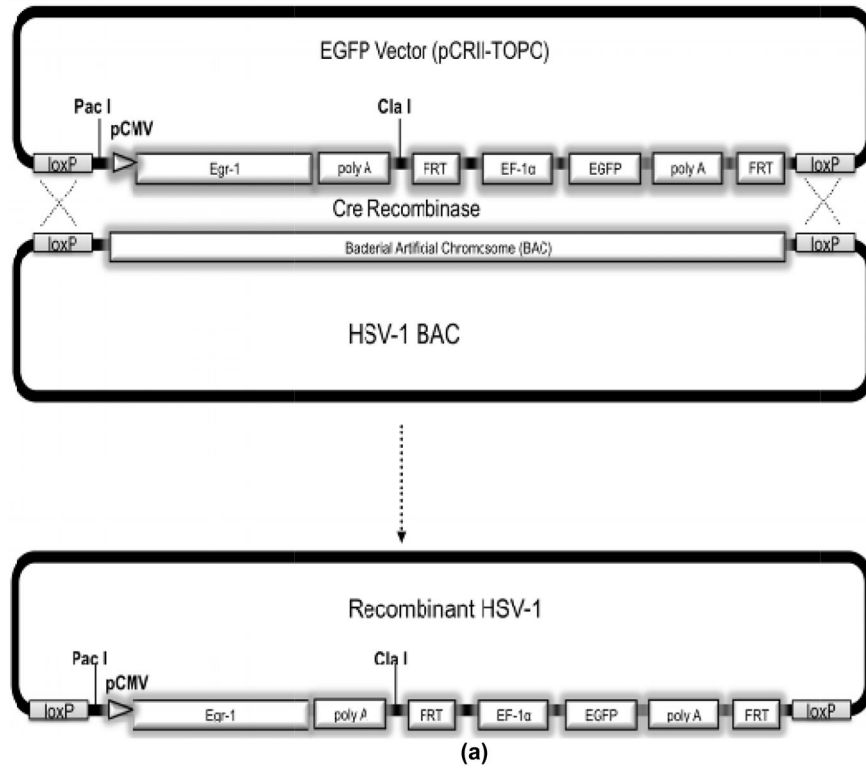 EGFP Vector (pCRII-TOPC)
Pac I
Cla I
pCMV
loxP Egr-1 poly A FRT EF-1α EGFP poly A FRT loxP
Cre Recombinase
loxP Bacterial Artificial Chromcsome (BAC) loxP
HSV-1 BAC
Recombinant HSV-1
Pac I
Cla I
pCMV
loxP Egr-1 poly A FRT EF-1α EGFP poly A FRT loxP
(a)